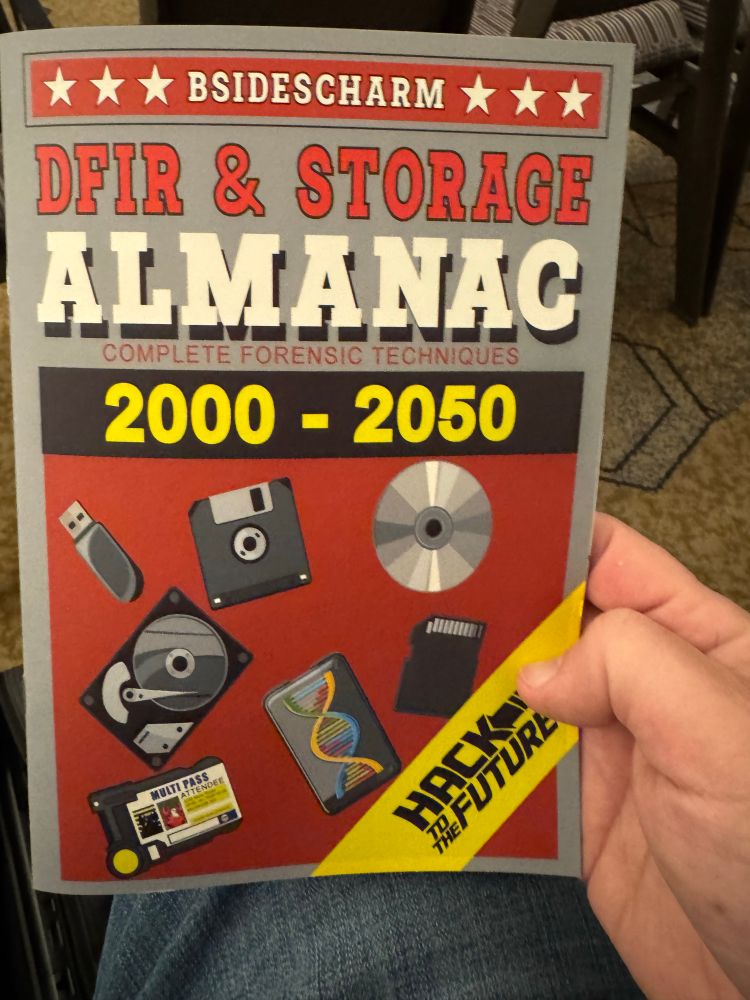 BSIDESCHARM
DFIR & STORAGE
ALMANAC
COMPLETE FORENSIC TECHNIQUES
2000 - 2050
MULTI PASS
ATTENDEE
HACK
TO THE FUTURE